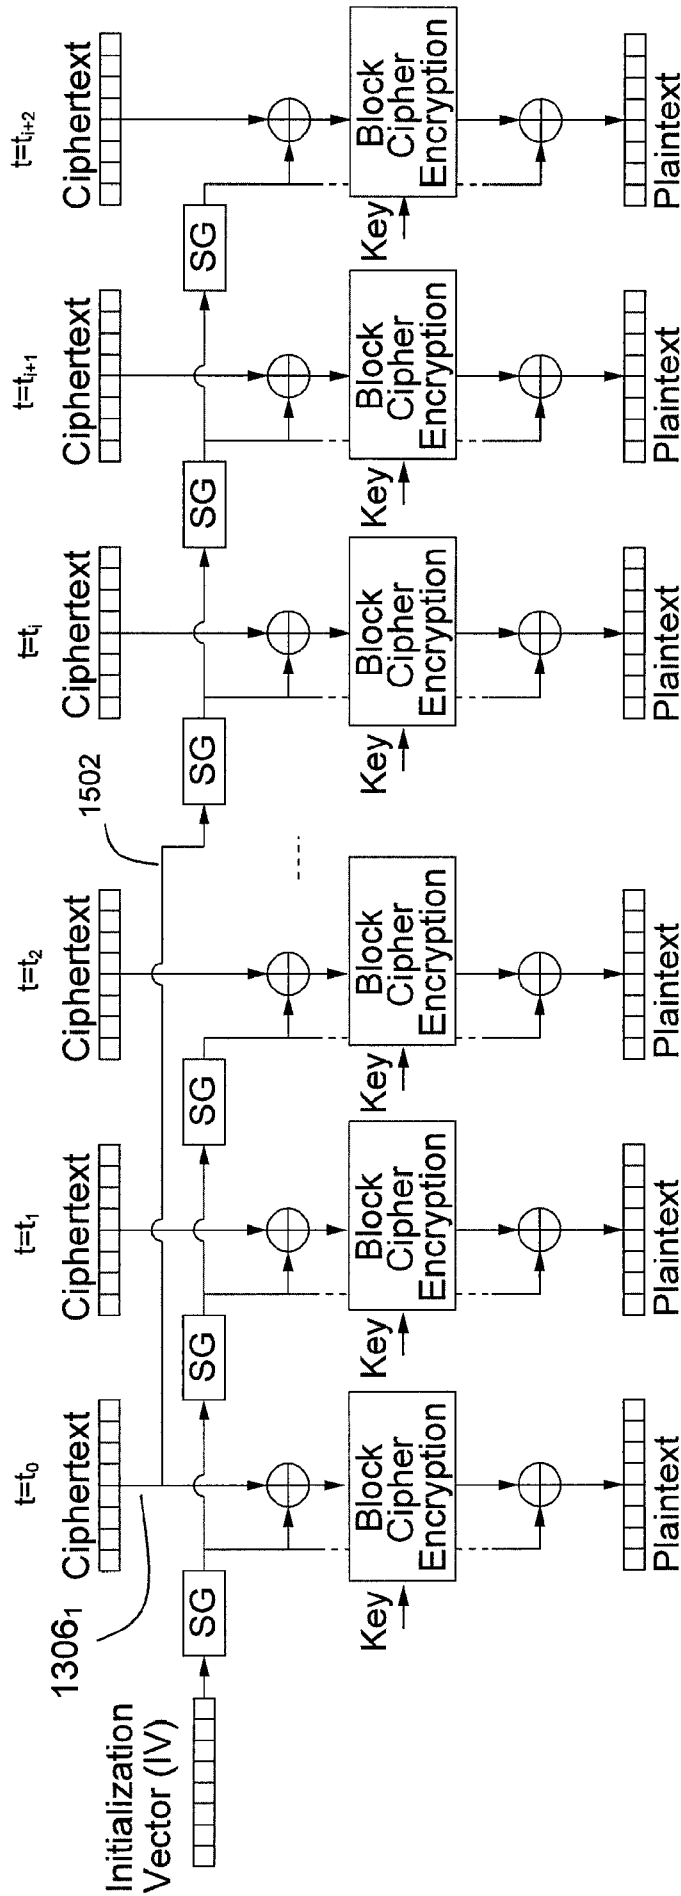 t=t0 t=t1 t=t2 t=ti ti+1 t=ti+2
Ciphertext Ciphertext Ciphertext Ciphertext Ciphertext Ciphertext
1306₁
1502
Initialization
Vector (IV)
SG SG SG SG SG SG
Key Key Key Key Key Key
Block Block Block Block Block Block
Cipher Cipher Cipher Cipher Cipher Cipher
Encryption Encryption Encryption Encryption Encryption Encryption
Plaintext Plaintext Plaintext Plaintext Plaintext Plaintext